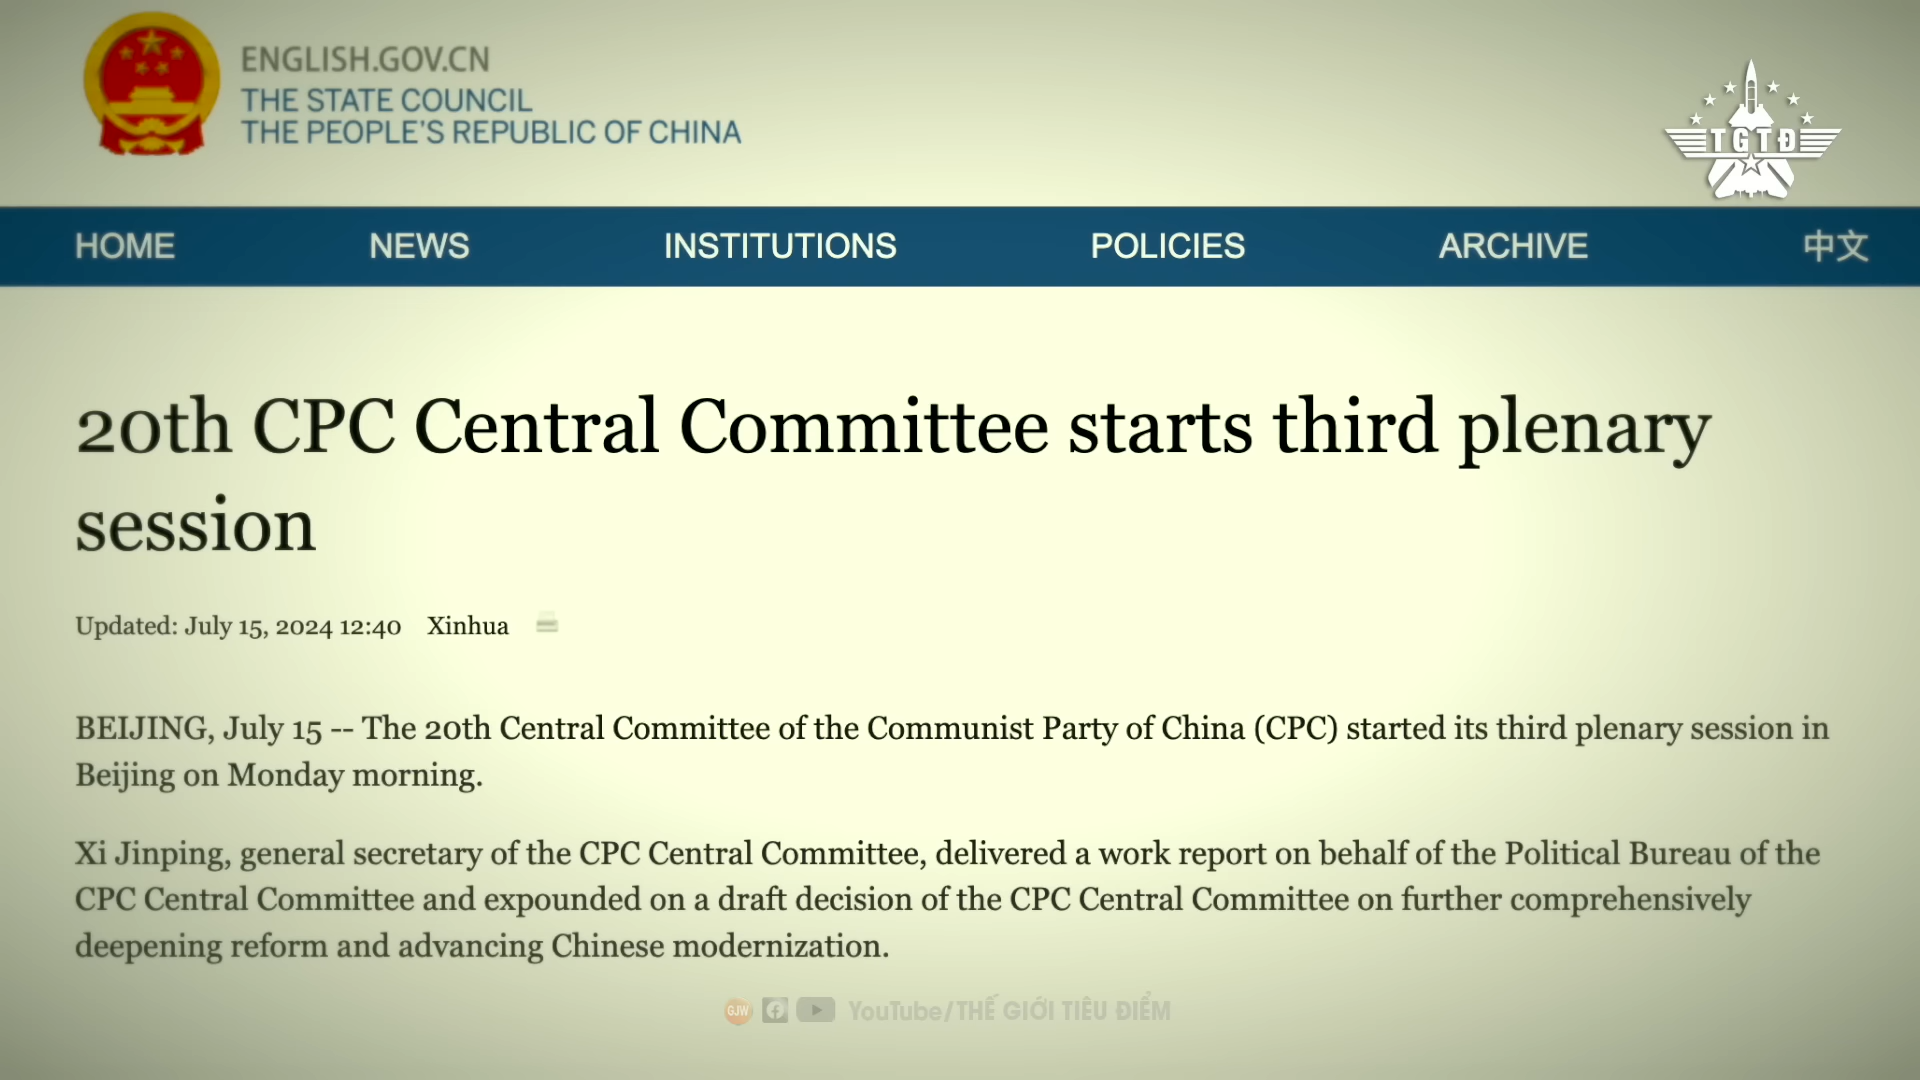 ENGLISH.GOV.CN
THE STATE COUNCIL
THE PEOPLE'S REPUBLIC OF CHINA
TGTĐ
HOME NEWS INSTITUTIONS POLICIES ARCHIVE 中文
20th CPC Central Committee starts third plenary
session
Updated: July 15, 2024 12:40 Xinhua
BEIJING, July 15 -- The 20th Central Committee of the Communist Party of China (CPC) started its third plenary session in
Beijing on Monday morning.
Xi Jinping, general secretary of the CPC Central Committee, delivered a work report on behalf of the Political Bureau of the
CPC Central Committee and expounded on a draft decision of the CPC Central Committee on further comprehensively
deepening reform and advancing Chinese modernization.
GJW YouTube/THẾ GIỚI TIÊU ĐIỂM